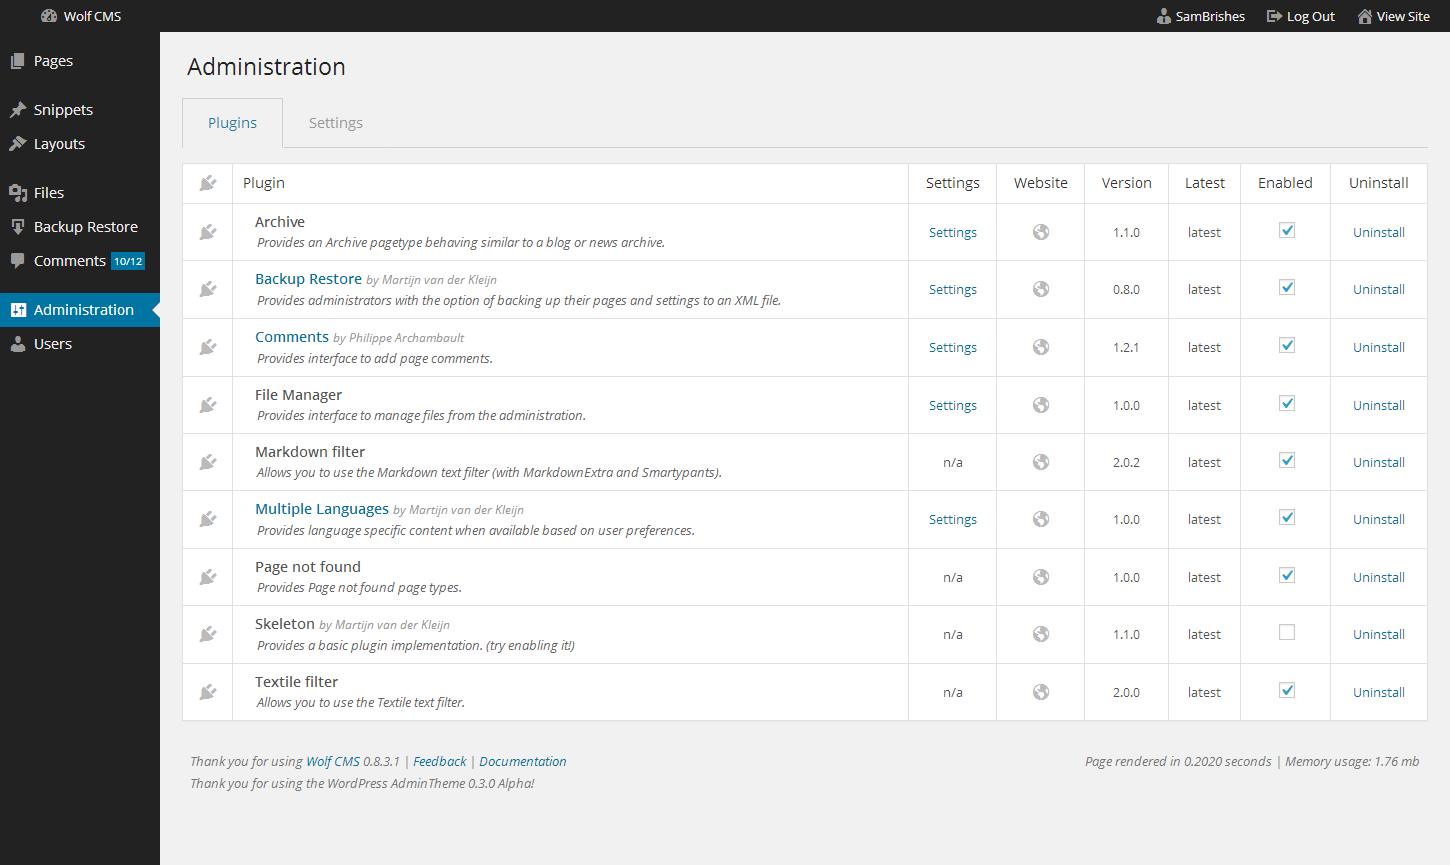 Wolf CMS SamBrishes Log Out View Site
Pages
Snippets
Layouts
Files
Backup Restore
Comments 10/12
Administration
Users
Administration
Plugins Settings
Plugin Settings Website Version Latest Enabled Uninstall
Archive
Provides an Archive pagetype behaving similar to a blog or news archive.
Settings 1.1.0 latest Uninstall
Backup Restore by Martijn van der Kleijn
Provides administrators with the option of backing up their pages and settings to an XML file.
Settings 0.8.0 latest Uninstall
Comments by Philippe Archambault
Provides interface to add page comments.
Settings 1.2.1 latest Uninstall
File Manager
Provides interface to manage files from the administration.
Settings 1.0.0 latest Uninstall
Markdown filter
Allows you to use the Markdown text filter (with MarkdownExtra and Smartypants).
n/a 2.0.2 latest Uninstall
Multiple Languages by Martijn van der Kleijn
Provides language specific content when available based on user preferences.
Settings 1.0.0 latest Uninstall
Page not found
Provides Page not found page types.
n/a 1.0.0 latest Uninstall
Skeleton by Martijn van der Kleijn
Provides a basic plugin implementation. (try enabling it!)
n/a 1.1.0 latest Uninstall
Textile filter
Allows you to use the Textile text filter.
n/a 2.0.0 latest Uninstall
Thank you for using Wolf CMS 0.8.3.1 | Feedback | Documentation
Page rendered in 0.2020 seconds | Memory usage: 1.76 mb
Thank you for using the WordPress AdminTheme 0.3.0 Alpha!